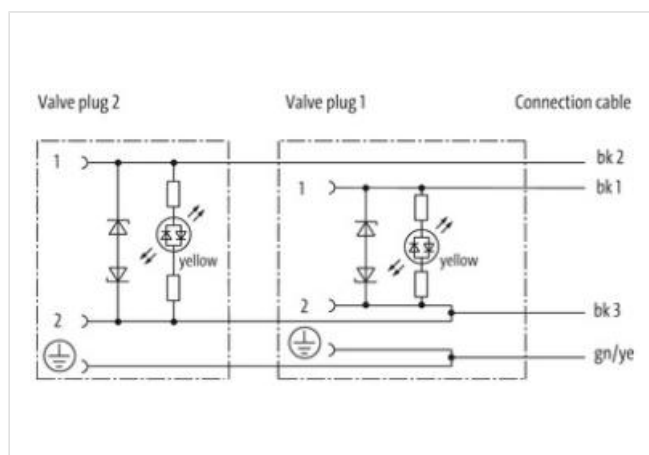 Valve plug 2 Valve plug 1 Connection cable
1 bk 2
1 bk 1
yellow yellow
2 2 bk 3
gn/ye